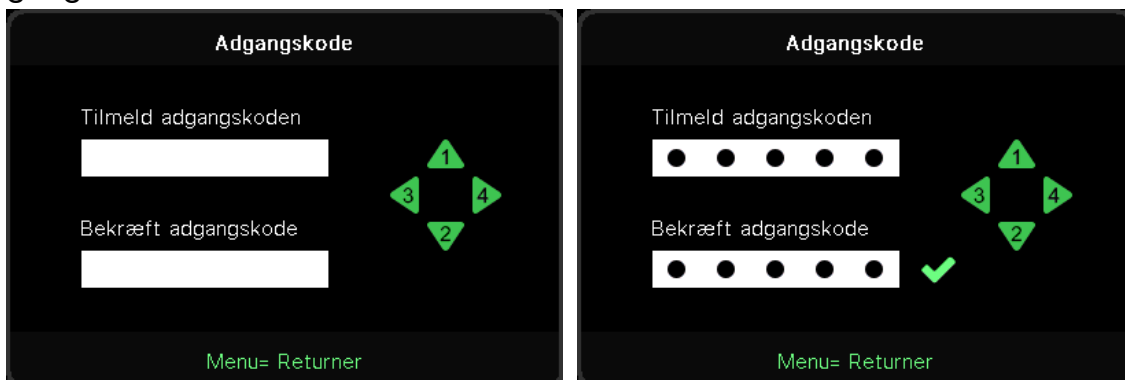 Adgangskode
Tilmeld adgangskoden
1
3 4
Bekræft adgangskode
2
Menu= Returner
Adgangskode
Tilmeld adgangskoden
1
3 4
Bekræft adgangskode
2
Menu= Returner